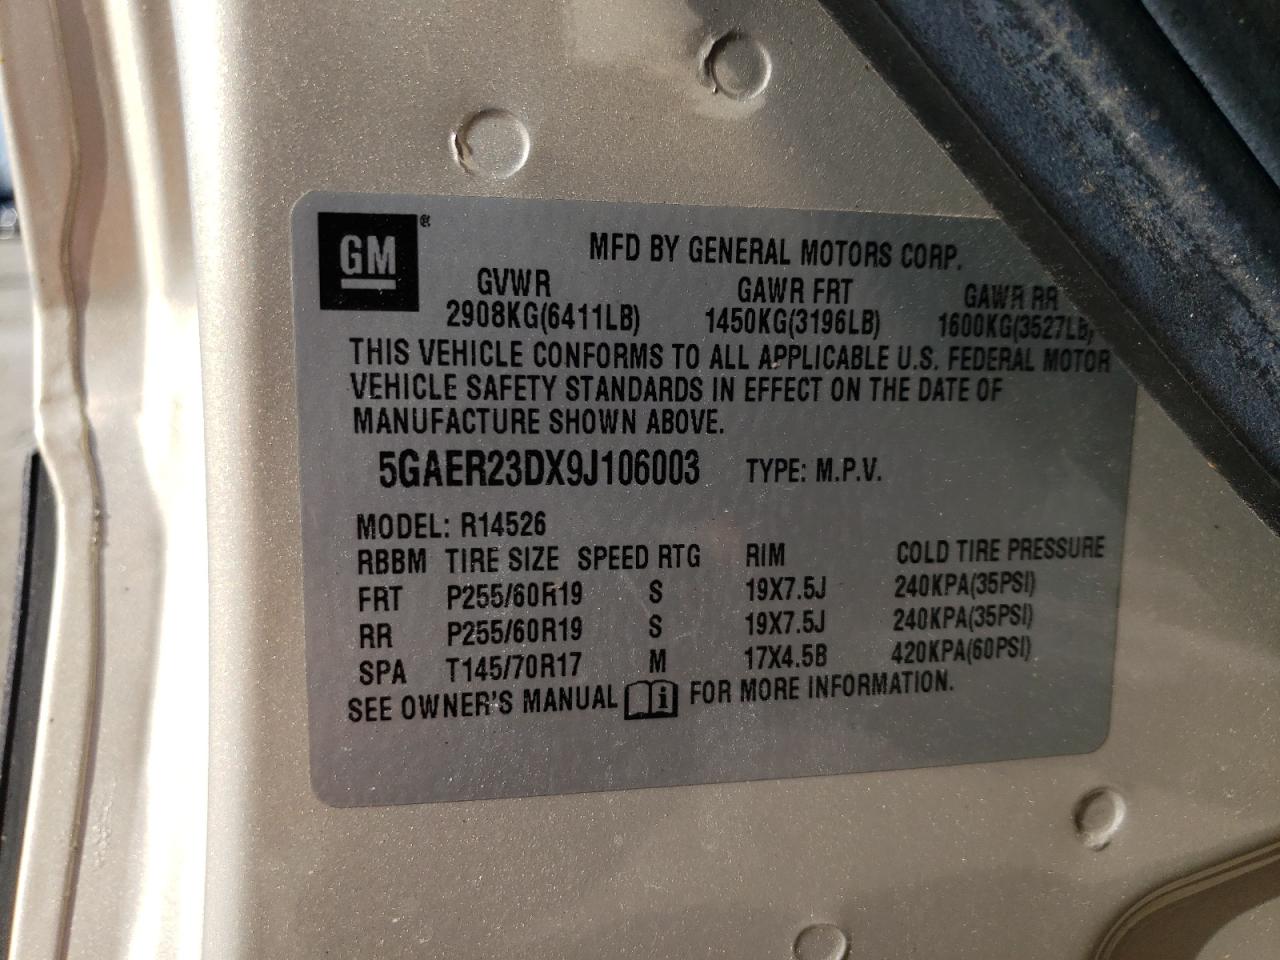 GM ®
MFD BY GENERAL MOTORS CORP.
GVWR GAWR FRT GAWR RR
2908KG(6411LB) 1450KG(3196LB) 1600KG(3527LB)
THIS VEHICLE CONFORMS TO ALL APPLICABLE U.S. FEDERAL MOTOR
VEHICLE SAFETY STANDARDS IN EFFECT ON THE DATE OF
MANUFACTURE SHOWN ABOVE.
5GAER23DX9J106003 TYPE: M.P.V.
MODEL: R14526
RBBM TIRE SIZE SPEED RTG RIM COLD TIRE PRESSURE
FRT P255/60R19 S 19X7.5J 240KPA(35PSI)
RR P255/60R19 S 19X7.5J 240KPA(35PSI)
SPA T145/70R17 M 17X4.5B 420KPA(60PSI)
SEE OWNER'S MANUAL i FOR MORE INFORMATION.